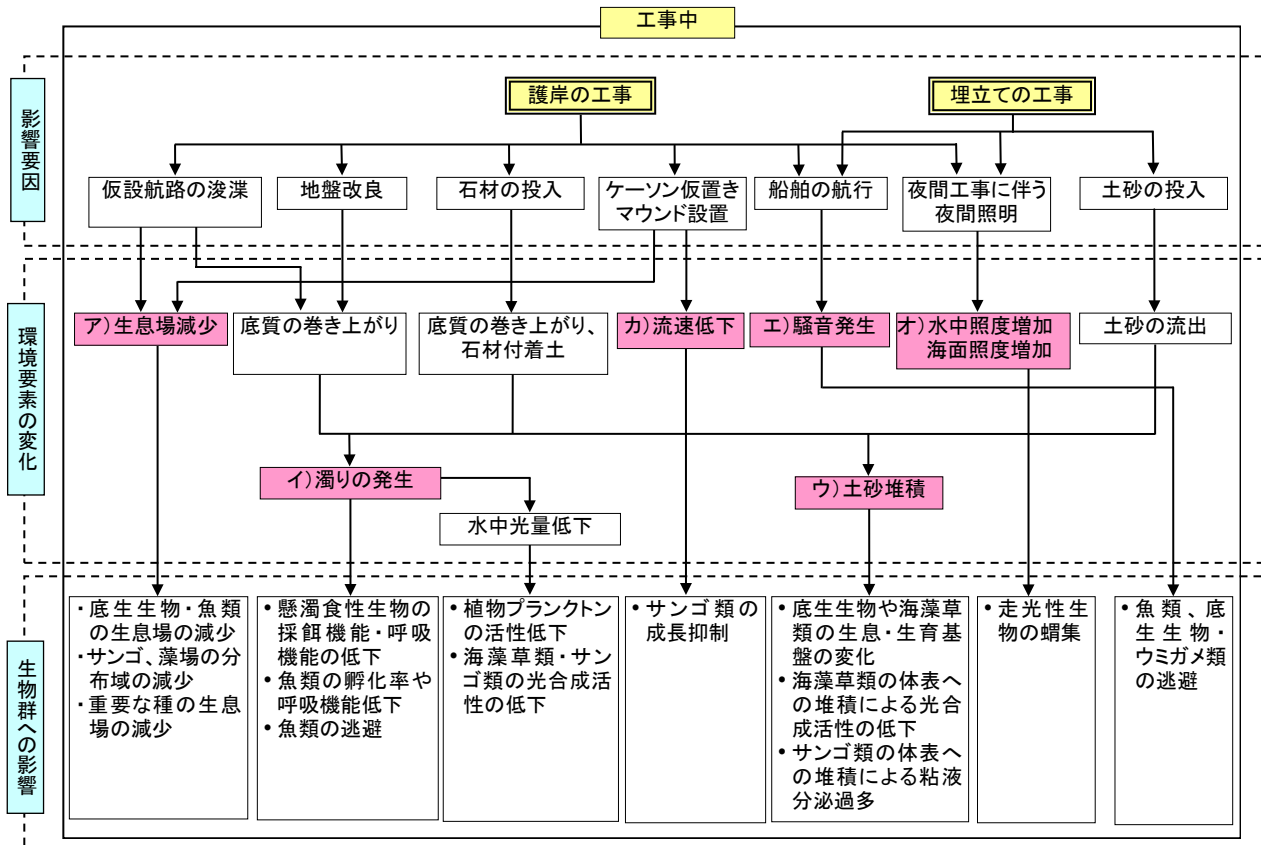 工事中
影響要因
護岸の工事
埋立ての工事
仮設航路の浚渫
地盤改良
石材の投入
ケーソン仮置き
マウンド設置
船舶の航行
夜間工事に伴う
夜間照明
土砂の投入
環境要素の変化
ア）生息場減少
底質の巻き上がり
底質の巻き上がり、
石材付着土
カ）流速低下
エ）騒音発生
オ）水中照度増加
海面照度増加
土砂の流出
イ）濁りの発生
ウ）土砂堆積
水中光量低下
生物群への影響
・底生生物・魚類
の生息場の減少
・サンゴ、藻場の分
布域の減少
・重要な種の生息
場の減少
• 懸濁食性生物の
採餌機能・呼吸
機能の低下
• 魚類の孵化率や
呼吸機能低下
• 魚類の逃避
• 植物プランクトン
の活性低下
• 海藻草類・サン
ゴ類の光合成活
性の低下
• サンゴ類の
成長抑制
• 底生生物や海藻草
類の生息・生育基
盤の変化
• 海藻草類の体表へ
の堆積による光合
成活性の低下
• サンゴ類の体表へ
の堆積による粘液
分泌過多
• 走光性生
物の蝟集
• 魚類、底
生生物・
ウミガメ類
の逃避